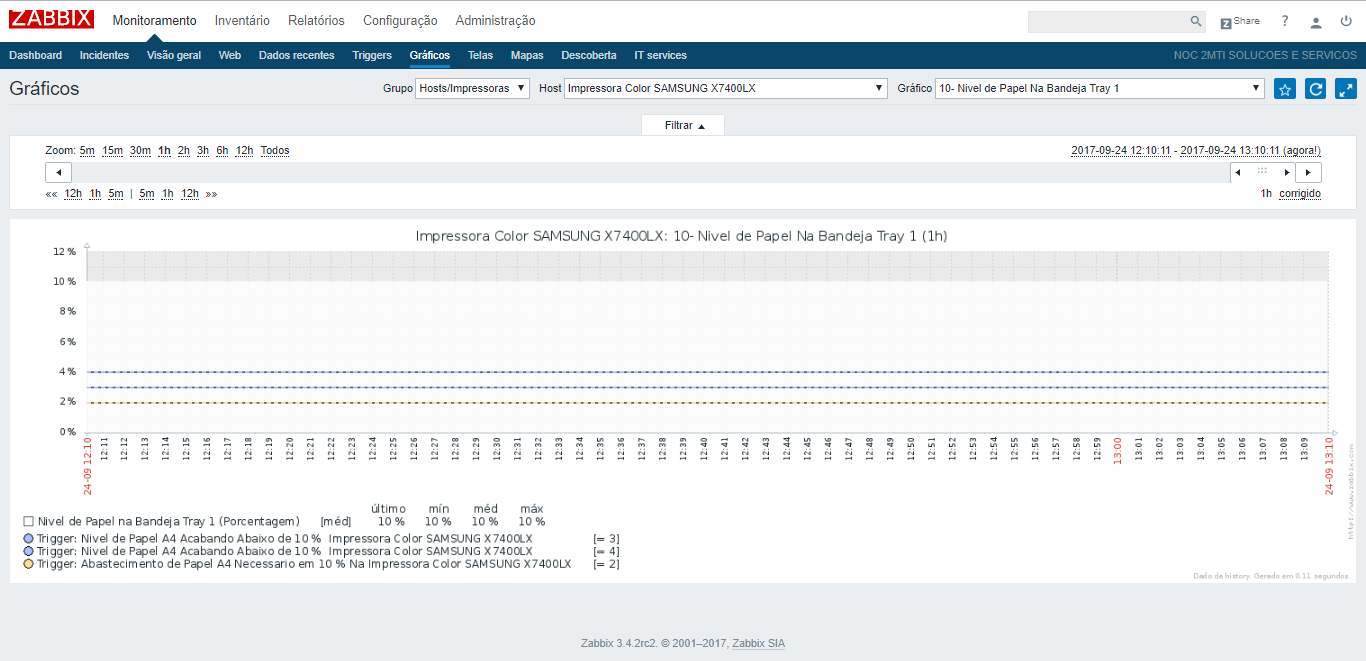 ZABBIX Monitoramento Inventário Relatórios Configuração Administração Z Share ?
Dashboard Incidentes Visão geral Web Dados recentes Triggers Gráficos Telas Mapas Descoberta IT services NOC 2MTI SOLUCOES E SERVICOS
Gráficos Grupo Hosts/Impressoras ▼ Host Impressora Color SAMSUNG X7400LX ▼ Gráfico 10- Nivel de Papel Na Bandeja Tray 1 ▼
Filtrar ▲
Zoom: 5m 15m 30m 1h 2h 3h 6h 12h Todos 2017-09-24 12:10:11 - 2017-09-24 13:10:11 (agora!)
«« 12h 1h 5m | 5m 1h 12h »» 1h corrigido
Impressora Color SAMSUNG X7400LX: 10- Nivel de Papel Na Bandeja Tray 1 (1h)
12 %
10 %
8 %
6 %
4 %
2 %
0 %
24-09 12:10 12:11 12:12 12:13 12:14 12:15 12:16 12:17 12:18 12:19 12:20 12:21 12:22 12:23 12:24 12:25 12:26 12:27 12:28 12:29 12:30 12:31 12:32 12:33 12:34 12:35 12:36 12:37 12:38 12:39 12:40 12:41 12:42 12:43 12:44 12:45 12:46 12:47 12:48 12:49 12:50 12:51 12:52 12:53 12:54 12:55 12:56 12:57 12:58 12:59 13:00 13:01 13:02 13:03 13:04 13:05 13:06 13:07 13:08 13:09 24-09 13:10
http://www.zabbix.com
último mín méd máx
Nivel de Papel na Bandeja Tray 1 (Porcentagem) [méd] 10 % 10 % 10 % 10 %
Trigger: Nivel de Papel A4 Acabando Abaixo de 10 % Impressora Color SAMSUNG X7400LX [= 3]
Trigger: Nivel de Papel A4 Acabando Abaixo de 10 % Impressora Color SAMSUNG X7400LX [= 4]
Trigger: Abastecimento de Papel A4 Necessario em 10 % Na Impressora Color SAMSUNG X7400LX [= 2]
Dado de history. Gerado em 0.11 segundos.
Zabbix 3.4.2rc2. © 2001–2017, Zabbix SIA